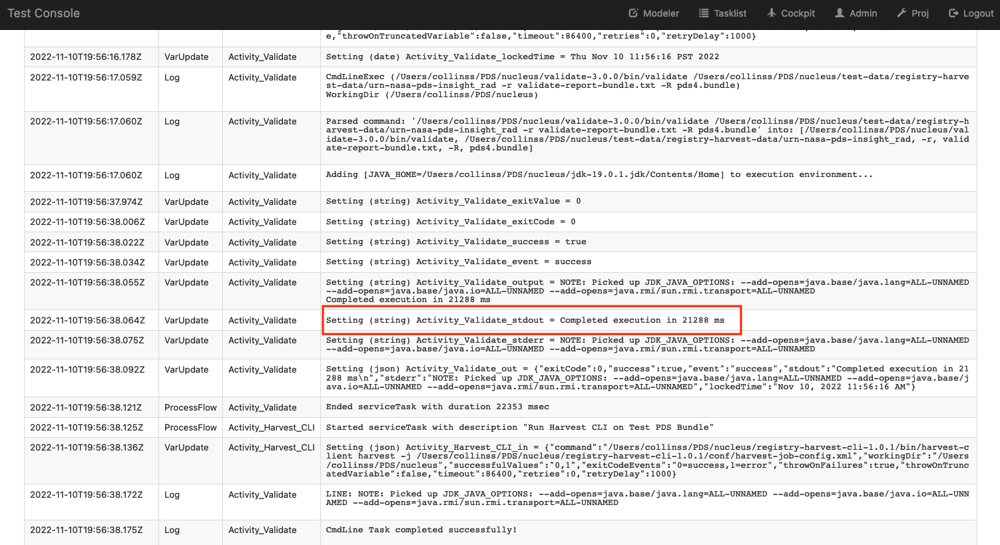 Test Console
Modeler
Tasklist
Cockpit
Admin
Proj
Logout
e,"throwOnTruncatedVariable":false,"timeout":86400,"retries":0,"retryDelay":1000}
2022-11-10T19:56:16.178Z VarUpdate Activity_Validate Setting (date) Activity_Validate_lockedTime = Thu Nov 10 11:56:16 PST 2022
2022-11-10T19:56:17.059Z Log Activity_Validate CmdLineExec (/Users/collinss/PDS/nucleus/validate-3.0.0/bin/validate /Users/collinss/PDS/nucleus/test-data/registry-harve
st-data/urn-nasa-pds-insight_rad -r validate-report-bundle.txt -R pds4.bundle)
WorkingDir (/Users/collinss/PDS/nucleus)
2022-11-10T19:56:17.060Z Log Activity_Validate Parsed command: '/Users/collinss/PDS/nucleus/validate-3.0.0/bin/validate /Users/collinss/PDS/nucleus/test-data/registry-h
arvest-data/urn-nasa-pds-insight_rad -r validate-report-bundle.txt -R pds4.bundle' into: [/Users/collinss/PDS/nucleus/val
idate-3.0.0/bin/validate, /Users/collinss/PDS/nucleus/test-data/registry-harvest-data/urn-nasa-pds-insight_rad, -r, valid
ate-report-bundle.txt, -R, pds4.bundle]
2022-11-10T19:56:17.060Z Log Activity_Validate Adding [JAVA_HOME=/Users/collinss/PDS/nucleus/jdk-19.0.1.jdk/Contents/Home] to execution environment...
2022-11-10T19:56:37.974Z VarUpdate Activity_Validate Setting (string) Activity_Validate_exitValue = 0
2022-11-10T19:56:38.006Z VarUpdate Activity_Validate Setting (string) Activity_Validate_exitCode = 0
2022-11-10T19:56:38.022Z VarUpdate Activity_Validate Setting (string) Activity_Validate_success = true
2022-11-10T19:56:38.034Z VarUpdate Activity_Validate Setting (string) Activity_Validate_event = success
2022-11-10T19:56:38.055Z VarUpdate Activity_Validate Setting (string) Activity_Validate_output = NOTE: Picked up JDK_JAVA_OPTIONS: --add-opens=java.base/java.lang=ALL-UNNAMED
--add-opens=java.base/java.io=ALL-UNNAMED --add-opens=java.rmi/sun.rmi.transport=ALL-UNNAMED
Completed execution in 21288 ms
2022-11-10T19:56:38.064Z VarUpdate Activity_Validate Setting (string) Activity_Validate_stdout = Completed execution in 21288 ms
2022-11-10T19:56:38.075Z VarUpdate Activity_Validate Setting (string) Activity_Validate_stderr = NOTE: Picked up JDK_JAVA_OPTIONS: --add-opens=java.base/java.lang=ALL-UNNAMED
--add-opens=java.base/java.io=ALL-UNNAMED --add-opens=java.rmi/sun.rmi.transport=ALL-UNNAMED
2022-11-10T19:56:38.092Z VarUpdate Activity_Validate Setting (json) Activity_Validate_out = {"exitCode":0,"success":true,"event":"success","stdout":"Completed execution in 21
288 ms\n","stderr":"NOTE: Picked up JDK_JAVA_OPTIONS: --add-opens=java.base/java.lang=ALL-UNNAMED --add-opens=java.base/j
ava.io=ALL-UNNAMED --add-opens=java.rmi/sun.rmi.transport=ALL-UNNAMED","lockedTime":"Nov 10, 2022 11:56:16 AM"}
2022-11-10T19:56:38.121Z ProcessFlow Activity_Validate Ended serviceTask with duration 22353 msec
2022-11-10T19:56:38.125Z ProcessFlow Activity_Harvest_CLI Started serviceTask with description "Run Harvest CLI on Test PDS Bundle"
2022-11-10T19:56:38.136Z VarUpdate Activity_Harvest_CLI Setting (json) Activity_Harvest_CLI_in = {"command":"/Users/collinss/PDS/nucleus/registry-harvest-cli-1.0.1/bin/harvest-c
lient harvest -j /Users/collinss/PDS/nucleus/registry-harvest-cli-1.0.1/conf/harvest-job-config.xml","workingDir":"/Users
/collinss/PDS/nucleus","successfulValues":"0,1","exitCodeEvents":"0=success,1=error","throwOnFailures":true,"throwOnTrunc
atedVariable":false,"timeout":86400,"retries":0,"retryDelay":1000}
2022-11-10T19:56:38.172Z Log Activity_Validate LINE: NOTE: Picked up JDK_JAVA_OPTIONS: --add-opens=java.base/java.lang=ALL-UNNAMED --add-opens=java.base/java.io=ALL-UNN
AMED --add-opens=java.rmi/sun.rmi.transport=ALL-UNNAMED
2022-11-10T19:56:38.175Z Log Activity_Validate CmdLine Task completed successfully!